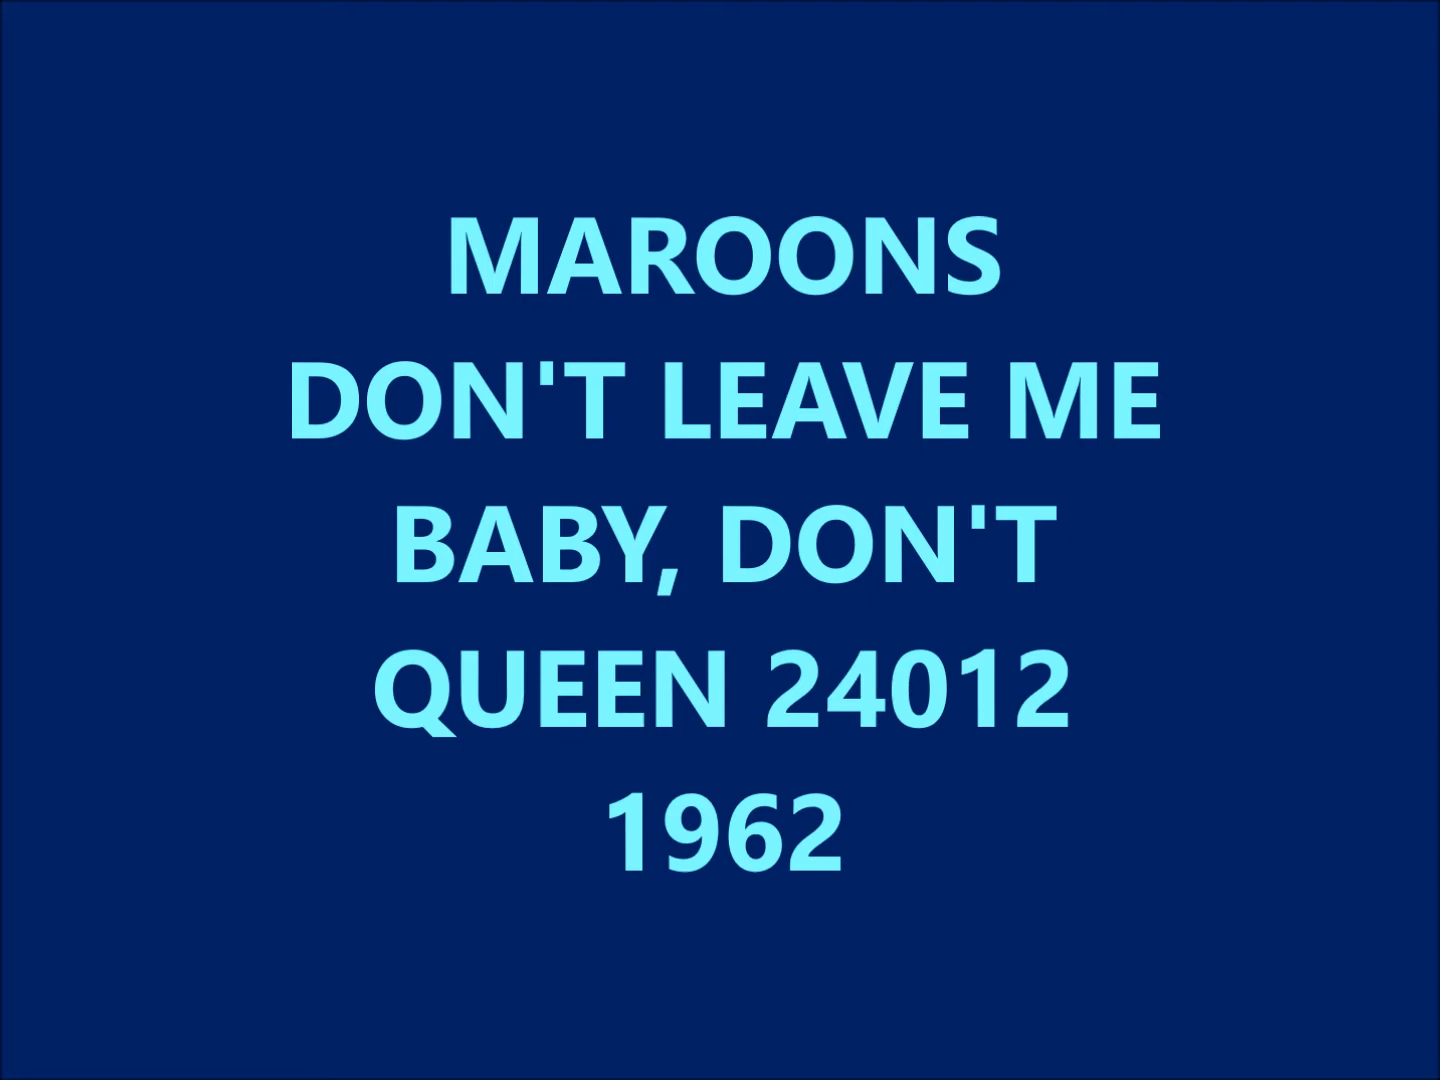 MAROONS
DON'T LEAVE ME
BABY, DON'T
QUEEN 24012
1962